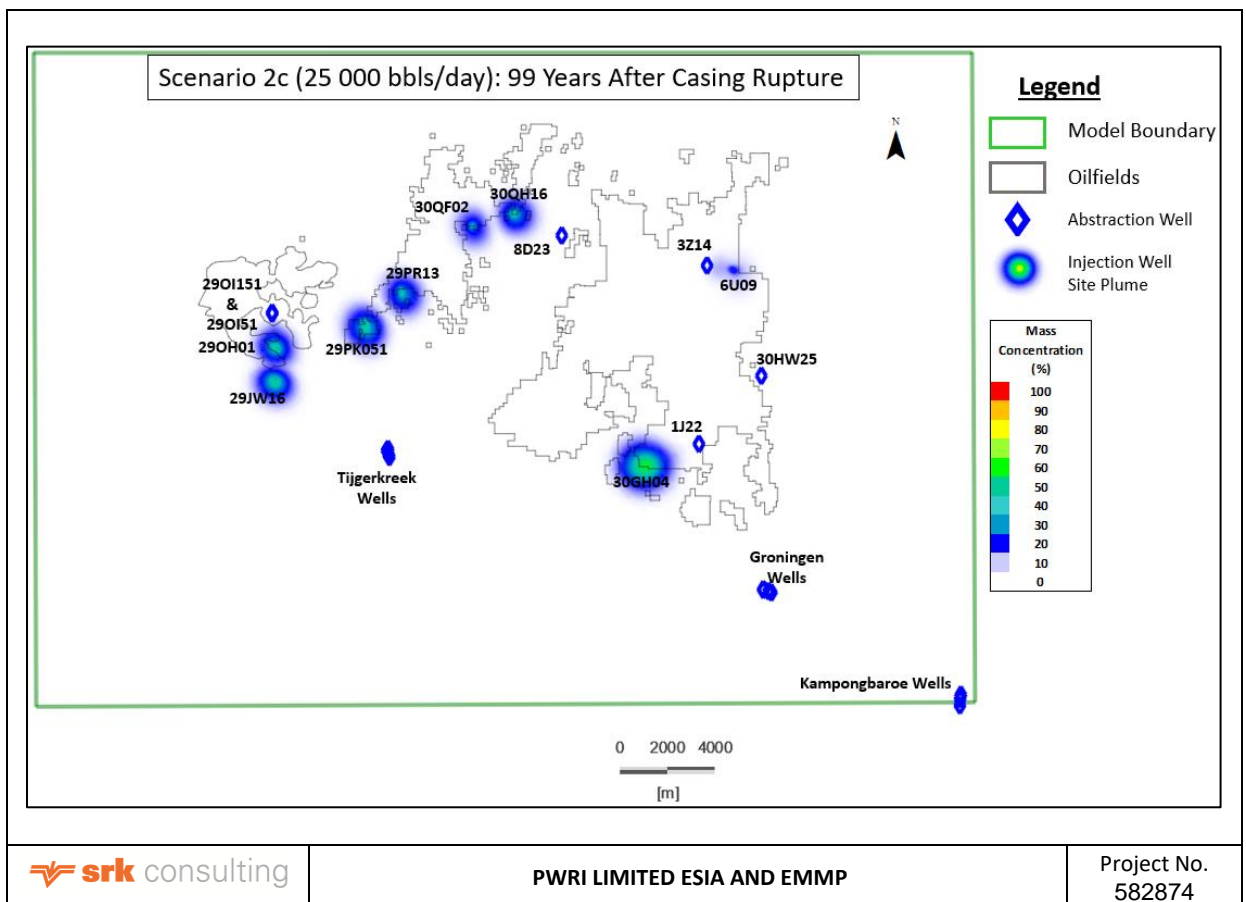 Scenario 2c (25 000 bbls/day): 99 Years After Casing Rupture
N
30QH16
30QF02
8D23
3Z14
6U09
29PR13
29OI151
&
29OI51
29OH01
29PK051
29JW16
30HW25
1J22
30GH04
Tijgerkreek
Wells
Groningen
Wells
Kampongbaroe Wells
0 2000 4000
[m]
Legend
Model Boundary
Oilfields
Abstraction Well
Injection Well
Site Plume
Mass
Concentration
(%)
100
90
80
70
60
50
40
30
20
10
0
srk consulting
PWRI LIMITED ESIA AND EMMP
Project No.
582874